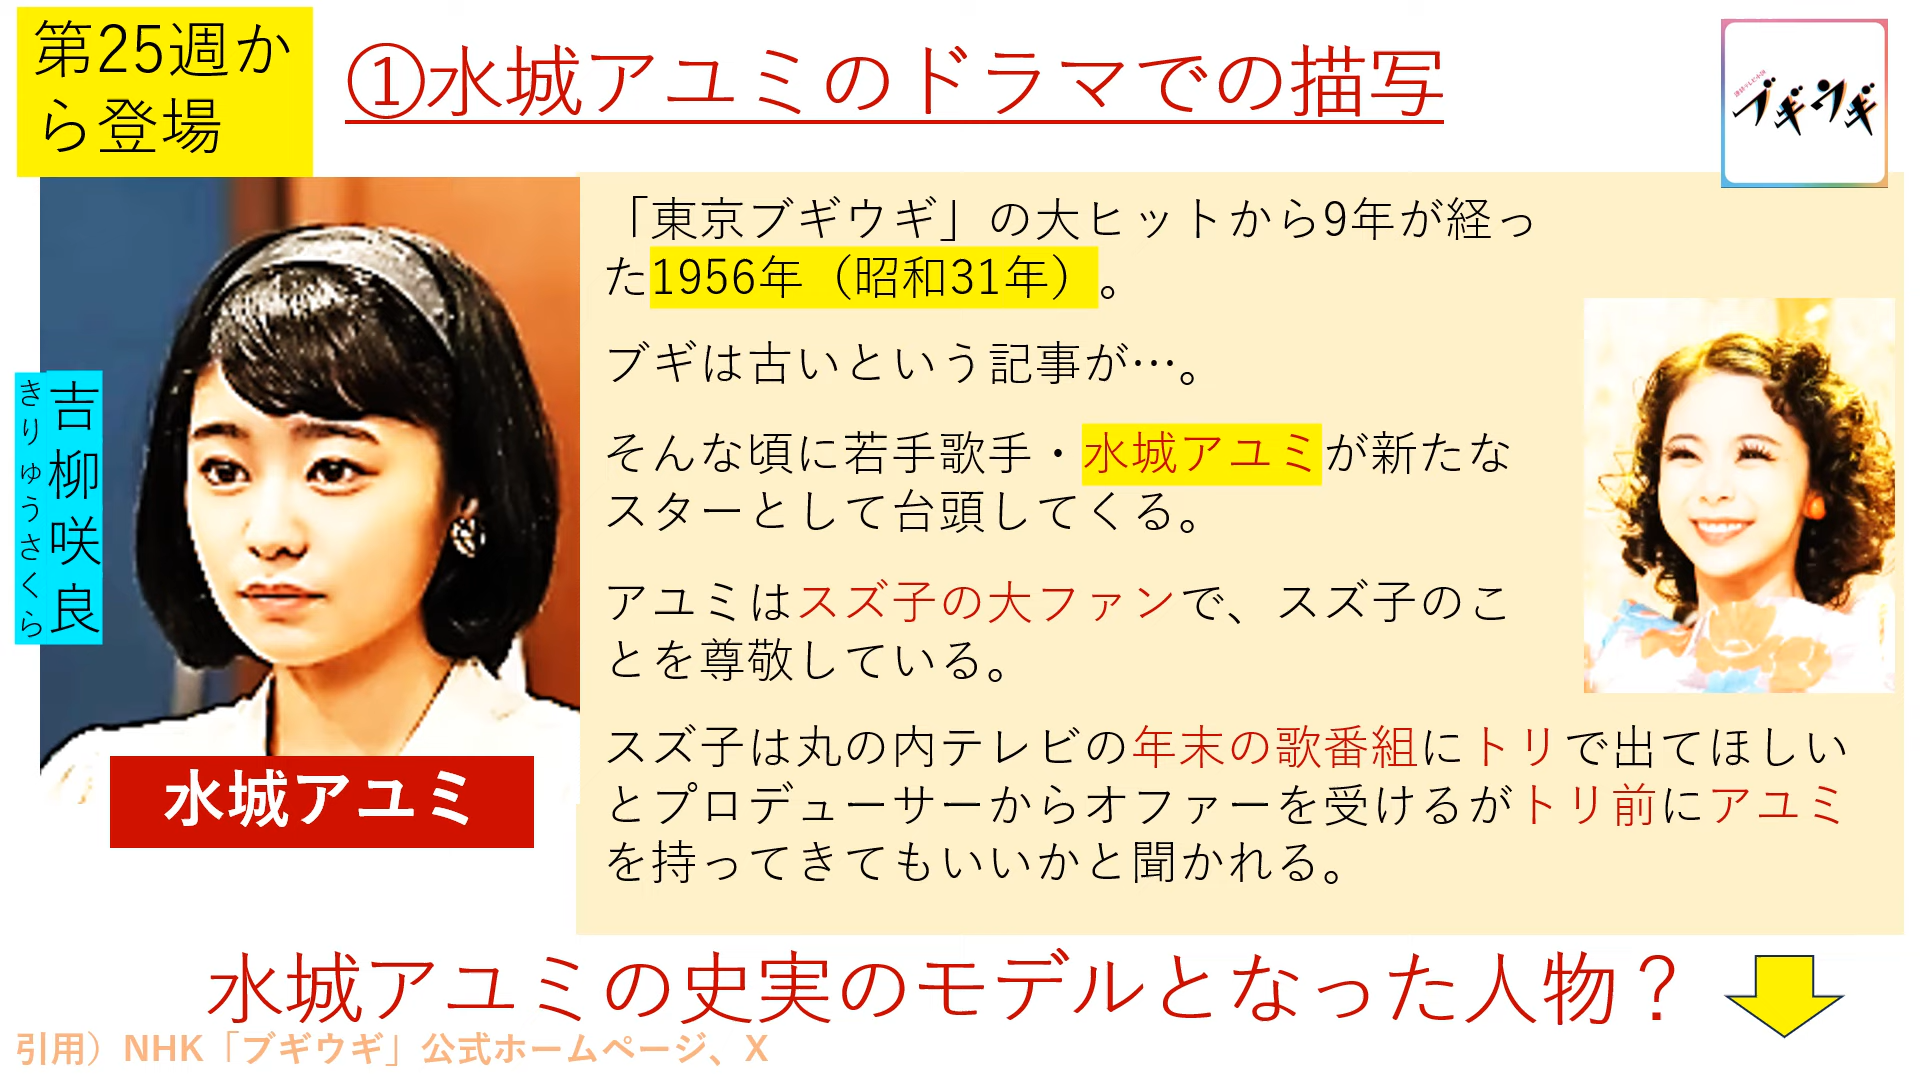 第25週か
ら登場
①水城アユミのドラマでの描写
連続テレビ小説
ブギウギ
「東京ブギウギ」の大ヒットから9年が経っ
た1956年（昭和31年）。
ブギは古いという記事が…。
そんな頃に若手歌手・水城アユミが新たな
スターとして台頭してくる。
アユミはスズ子の大ファンで、スズ子のこ
とを尊敬している。
スズ子は丸の内テレビの年末の歌番組にトリで出てほしい
とプロデューサーからオファーを受けるがトリ前にアユミ
を持ってきてもいいかと聞かれる。
吉柳咲良
きりゅうさくら
水城アユミ
水城アユミの史実のモデルとなった人物？
引用）NHK「ブギウギ」公式ホームページ、X